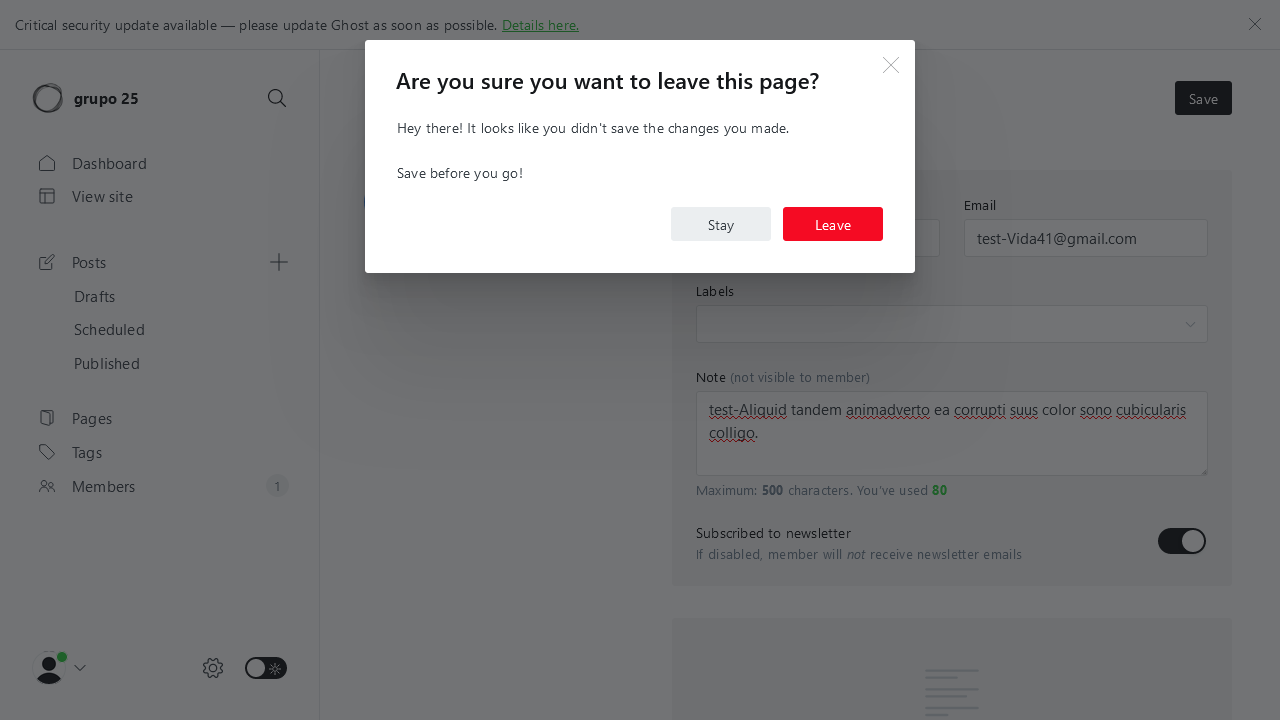 Critical security update available — please update Ghost as soon as possible. Details here.
grupo 25
Dashboard
View site
Posts
Drafts
Scheduled
Published
Pages
Tags
Members
1
Are you sure you want to leave this page?
Hey there! It looks like you didn't save the changes you made.
Save before you go!
Stay
Leave
Save
Email
test-Vida41@gmail.com
Labels
Note (not visible to member)
test-Aliquid tandem animadverto ea corrupti suus color sono cubicularis
colligo.
Maximum: 500 characters. You've used 80
Subscribed to newsletter
If disabled, member will not receive newsletter emails